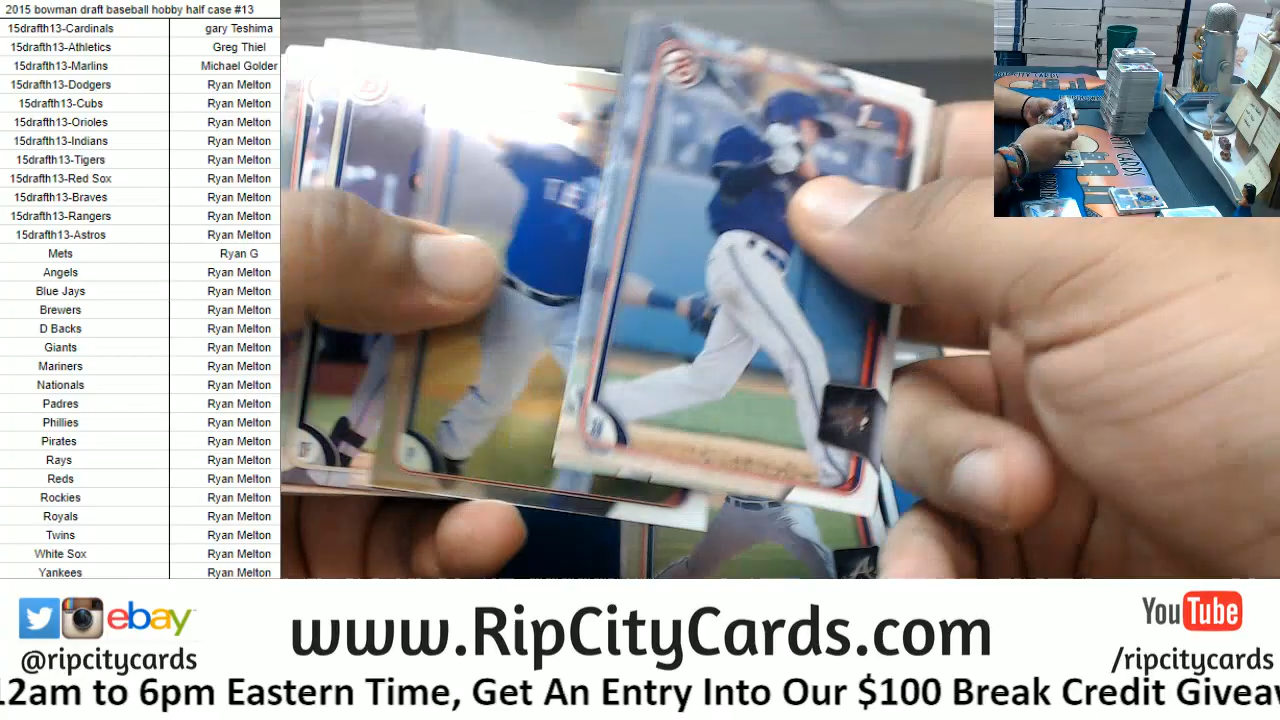 2015 bowman draft baseball hobby half case #13
15drafth13-Cardinals gary Teshima
15drafth13-Athletics Greg Thiel
15drafth13-Marlins Michael Golder
15drafth13-Dodgers Ryan Melton
15drafth13-Cubs Ryan Melton
15drafth13-Orioles Ryan Melton
15drafth13-Indians Ryan Melton
15drafth13-Tigers Ryan Melton
15drafth13-Red Sox Ryan Melton
15drafth13-Braves Ryan Melton
15drafth13-Rangers Ryan Melton
15drafth13-Astros Ryan Melton
Mets Ryan G
Angels Ryan Melton
Blue Jays Ryan Melton
Brewers Ryan Melton
D Backs Ryan Melton
Giants Ryan Melton
Mariners Ryan Melton
Nationals Ryan Melton
Padres Ryan Melton
Phillies Ryan Melton
Pirates Ryan Melton
Rays Ryan Melton
Reds Ryan Melton
Rockies Ryan Melton
Royals Ryan Melton
Twins Ryan Melton
White Sox Ryan Melton
Yankees Ryan Melton
ebay
@ripcitycards
www.RipCityCards.com
YouTube
/ripcitycards
12am to 6pm Eastern Time, Get An Entry Into Our $100 Break Credit Giveaw